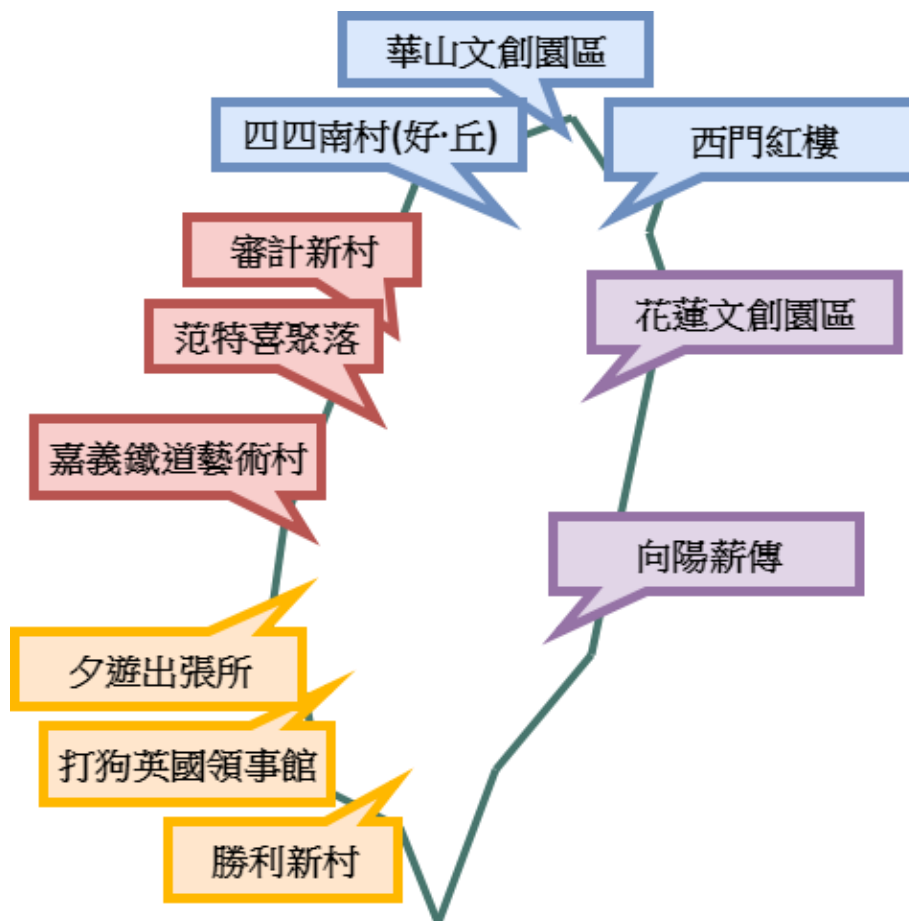 華山文創園區
四四南村(好·丘)
西門紅樓
審計新村
花蓮文創園區
范特喜聚落
嘉義鐵道藝術村
向陽薪傳
夕遊出張所
打狗英國領事館
勝利新村